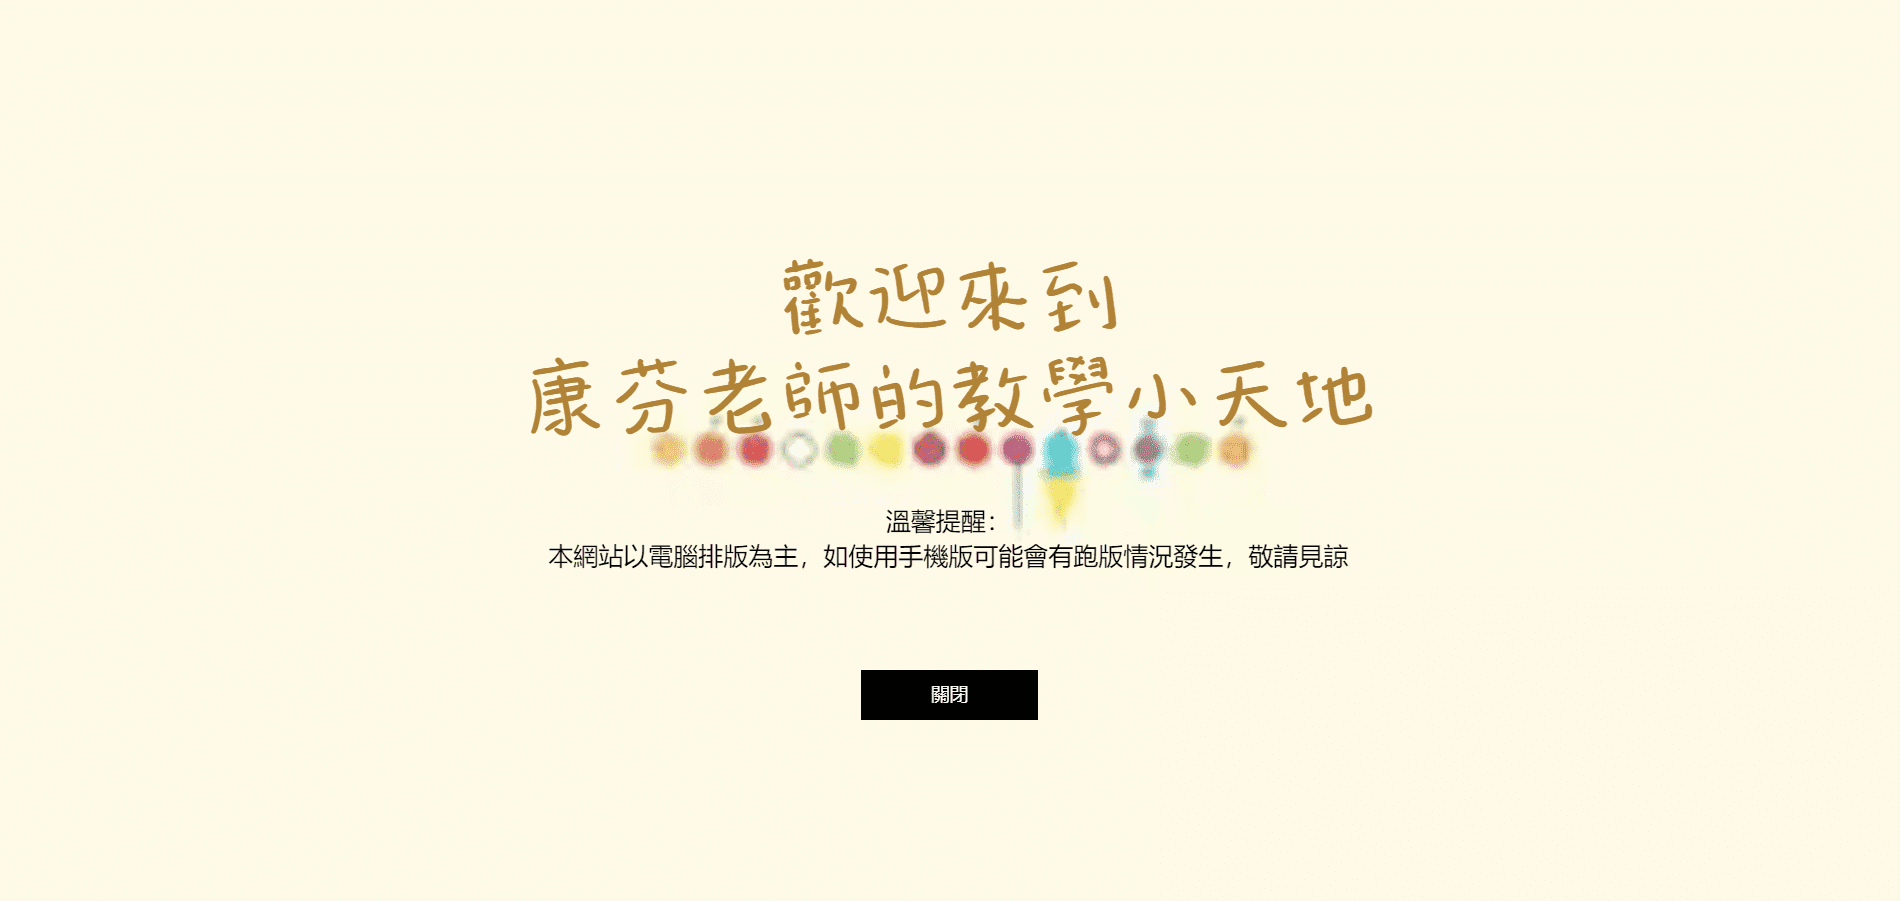 歡迎來到
康芬老師的教學小天地
溫馨提醒：
本網站以電腦排版為主，如使用手機版可能會有跑版情況發生，敬請見諒
關閉